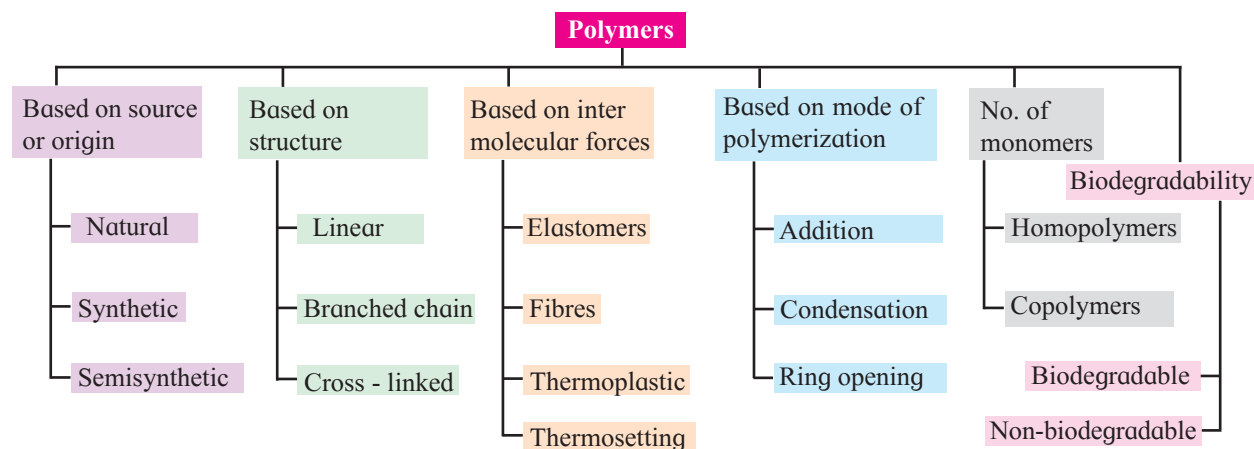 Polymers
Based on source
or origin
Natural
Synthetic
Semisynthetic
Based on
structure
Linear
Branched chain
Cross - linked
Based on inter
molecular forces
Elastomers
Fibres
Thermoplastic
Thermosetting
Based on mode of
polymerization
Addition
Condensation
Ring opening
No. of
monomers
Homopolymers
Copolymers
Biodegradability
Biodegradable
Non-biodegradable